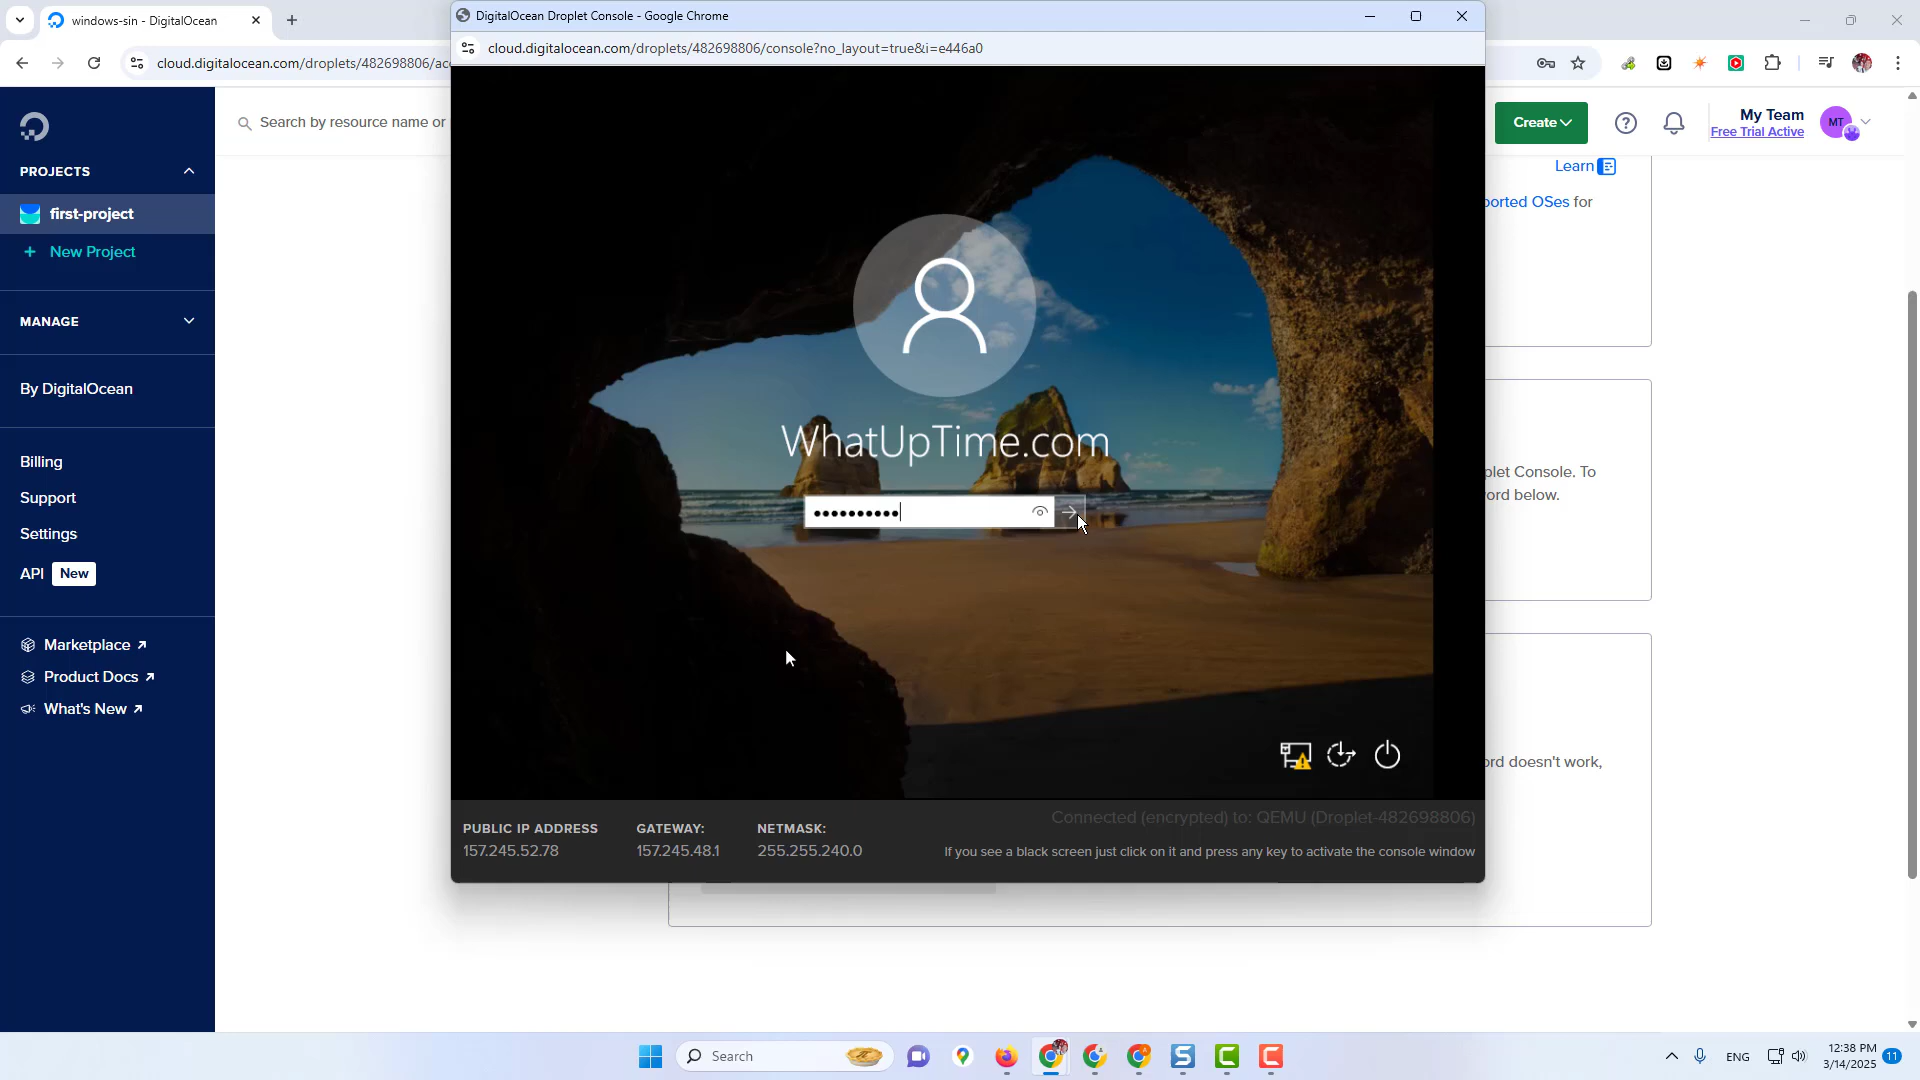 windows-sin - DigitalOcean
cloud.digitalocean.com/droplets/482698806/acc
DigitalOcean Droplet Console - Google Chrome
cloud.digitalocean.com/droplets/482698806/console?no_layout=true&i=e446a0
Search by resource name or
Create
My Team
Free Trial Active
MT
PROJECTS
first-project
+ New Project
MANAGE
By DigitalOcean
Billing
Support
Settings
API New
Marketplace
Product Docs
What's New
Learn
ported OSes for
plet Console. To
ord below.
ord doesn't work,
WhatUpTime.com
PUBLIC IP ADDRESS
157.245.52.78
GATEWAY:
157.245.48.1
NETMASK:
255.255.240.0
Connected (encrypted) to: QEMU (Droplet-482698806)
If you see a black screen just click on it and press any key to activate the console window
Search
ENG
12:38 PM
3/14/2025
11